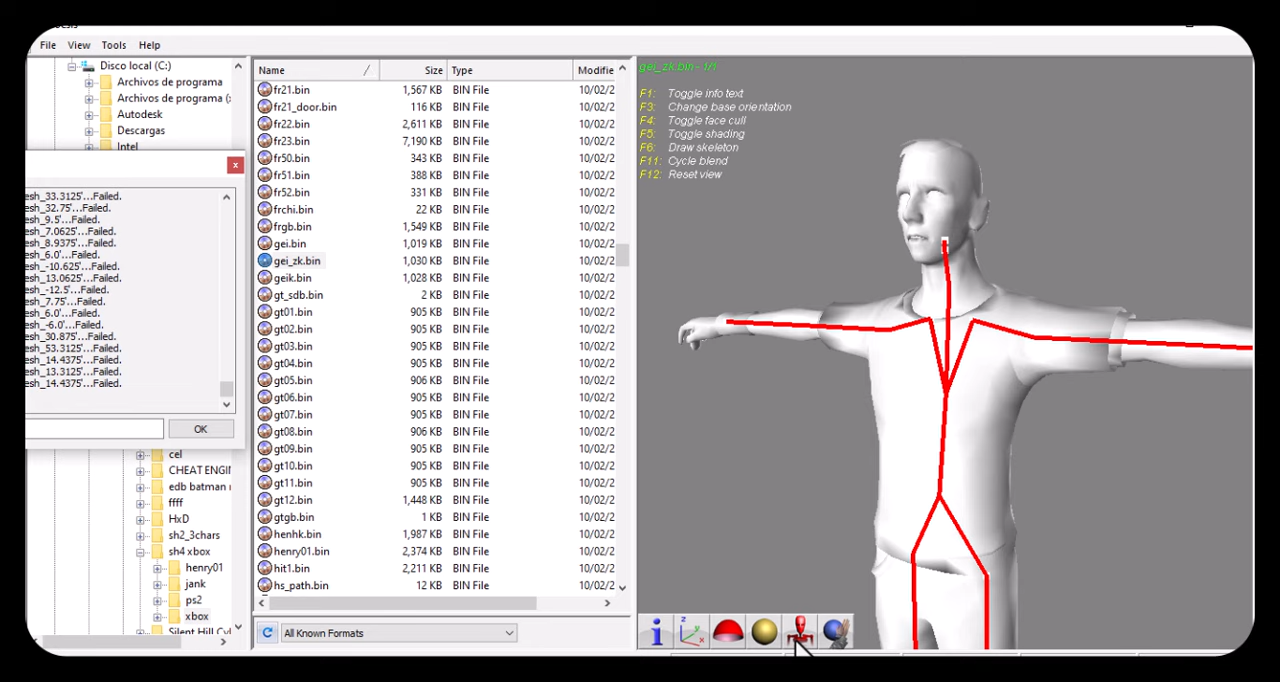 File View Tools Help
Disco local (C:)
Archivos de programa
Archivos de programa (
Autodesk
Descargas
Intel
x
esh_33.3125'...Failed.
esh_32.75'...Failed.
esh_9.5'...Failed.
esh_7.0625'...Failed.
esh_8.9375'...Failed.
esh_6.0'...Failed.
esh_-10.625'...Failed.
esh_13.0625'...Failed.
esh_-12.5'...Failed.
esh_7.75'...Failed.
esh_6.0'...Failed.
esh_-6.0'...Failed.
esh_30.875'...Failed.
esh_53.3125'...Failed.
esh_14.4375'...Failed.
esh_13.3125'...Failed.
esh_14.4375'...Failed.
OK
cel
CHEAT ENGI
edb batman
ffff
HxD
sh2_3chars
sh4 xbox
henry01
jank
ps2
xbox
Silent Hill Cyl
Name Size Type Modifie
fr21.bin 1,567 KB BIN File 10/02/2
fr21_door.bin 116 KB BIN File 10/02/2
fr22.bin 2,611 KB BIN File 10/02/2
fr23.bin 7,190 KB BIN File 10/02/2
fr50.bin 343 KB BIN File 10/02/2
fr51.bin 388 KB BIN File 10/02/2
fr52.bin 331 KB BIN File 10/02/2
frchi.bin 22 KB BIN File 10/02/2
frgb.bin 1,549 KB BIN File 10/02/2
gei.bin 1,019 KB BIN File 10/02/2
gei_zk.bin 1,030 KB BIN File 10/02/2
geik.bin 1,028 KB BIN File 10/02/2
gt_sdb.bin 2 KB BIN File 10/02/2
gt01.bin 905 KB BIN File 10/02/2
gt02.bin 905 KB BIN File 10/02/2
gt03.bin 905 KB BIN File 10/02/2
gt04.bin 905 KB BIN File 10/02/2
gt05.bin 906 KB BIN File 10/02/2
gt06.bin 905 KB BIN File 10/02/2
gt07.bin 905 KB BIN File 10/02/2
gt08.bin 906 KB BIN File 10/02/2
gt09.bin 905 KB BIN File 10/02/2
gt10.bin 905 KB BIN File 10/02/2
gt11.bin 905 KB BIN File 10/02/2
gt12.bin 1,448 KB BIN File 10/02/2
gtgb.bin 1 KB BIN File 10/02/2
henhk.bin 1,987 KB BIN File 10/02/2
henry01.bin 2,374 KB BIN File 10/02/2
hit1.bin 2,211 KB BIN File 10/02/2
hs_path.bin 12 KB BIN File 10/02/2
All Known Formats
gei_zk.bin - 1/1
F1: Toggle info text
F3: Change base orientation
F4: Toggle face cull
F5: Toggle shading
F6: Draw skeleton
F11: Cycle blend
F12: Reset view